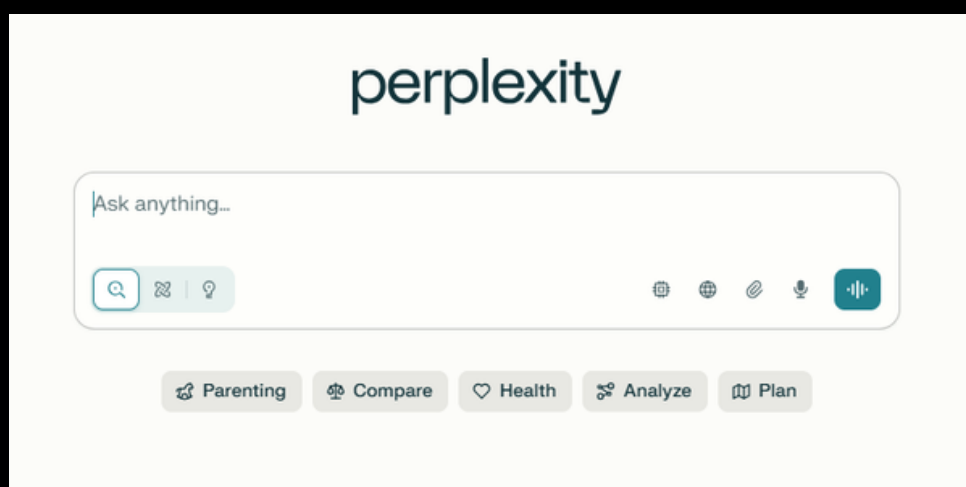 perplexity
Ask anything…
Parenting Compare Health Analyze Plan